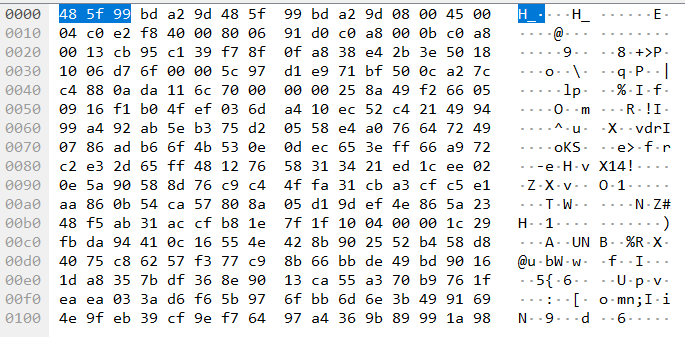 0000 48 5f 99 bd a2 9d 48 5f 99 bd a2 9d 08 00 45 00 H_····H_ ······E·
0010 04 c0 e2 f8 40 00 80 06 91 d0 c0 a8 00 0b c0 a8 ····@··· ········
0020 00 13 cb 95 c1 39 f7 8f 0f a8 38 e4 2b 3e 50 18 ·····9·· ··8·+>P·
0030 10 06 d7 6f 00 00 5c 97 d1 e9 71 bf 50 0c a2 7c ···o··\· ··q·P··|
0040 c4 88 0a da 11 6c 70 00 00 00 25 8a 49 f2 66 05 ·····lp· ··%·I·f·
0050 09 16 f1 b0 4f ef 03 6d a4 10 ec 52 c4 21 49 94 ····O··m ···R·!I·
0060 99 a4 92 ab 5e b3 75 d2 05 58 e4 a0 76 64 72 49 ····^·u· ·X··vdrI
0070 07 86 ad b6 6f 4b 53 0e 0d ec 65 3e ff 66 a9 72 ····oKS· ··e>·f·r
0080 c2 e3 2d 65 ff 48 12 76 58 31 34 21 ed 1c ee 02 ··-e·H·v X14!····
0090 0e 5a 90 58 8d 76 c9 c4 4f fa 31 cb a3 cf c5 e1 ·Z·X·v·· O·1·····
00a0 aa 86 0b 54 ca 57 80 8a 05 d1 9d ef 4e 86 5a 23 ···T·W·· ····N·Z#
00b0 48 f5 ab 31 ac cf b8 1e 7f 1f 10 04 00 00 1c 29 H··1···· ·······)
00c0 fb da 94 41 0c 16 55 4e 42 8b 90 25 52 b4 58 d8 ···A··UN B··%R·X·
00d0 40 75 c8 62 57 f3 77 c9 8b 66 bb de 49 bd 90 16 @u·bW·w· ·f··I···
00e0 1d a8 35 7b df 36 8e 90 13 ca 55 a3 70 b9 76 1f ··5{·6·· ··U·p·v·
00f0 ea ea 03 3a d6 f6 5b 97 6f bb 6d 6e 3b 49 91 69 ···:··[· o·mn;I·i
0100 4e 9f eb 39 cf 9e f7 64 97 a4 36 9b 89 99 1a 98 N··9···d ··6·····